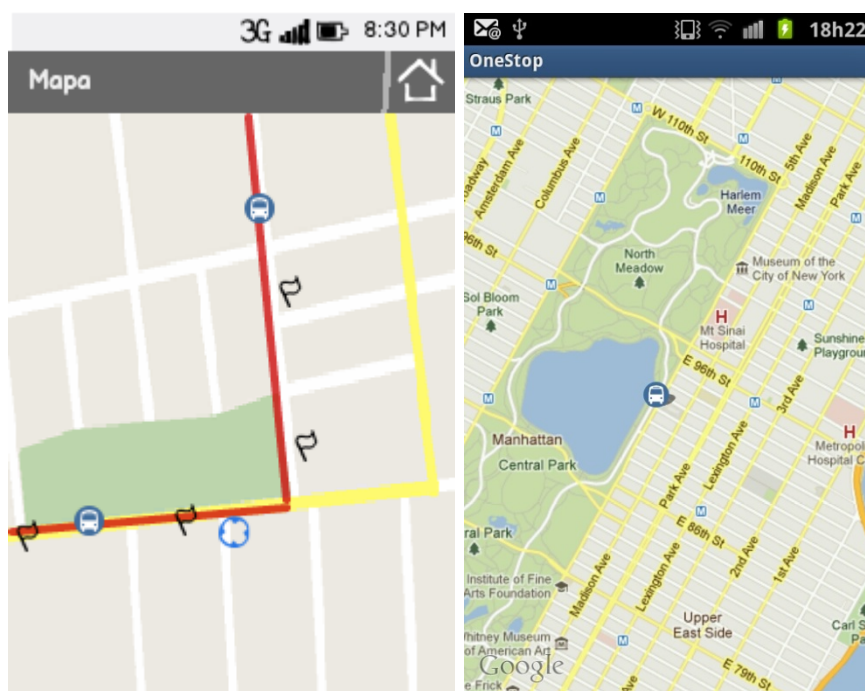 3G 8:30 PM
Mapa
18h22
OneStop
Straus Park
W 110th St
110th St
5th Ave
Madison Ave
Park Ave
Amsterdam Ave
Columbus Ave
Harlem
Meer
North
Meadow
Museum of the
City of New York
96th St
Sol Bloom
Park
H
Mt Sinai
Hospital
Sunshine
Playgrou
E 96th St
3rd Ave
Manhattan
Central Park
Lexington Ave
Park Ave
H
Metropol
Hospital C
ral Park
E 86th St
2nd Ave
1st Ave
Institute of Fine
Arts Foundation
Madison Ave
Lexington Ave
Upper
East Side
Carl S
Pa
Whitney Museum
of American Art
Google
E 79th St
e Frick